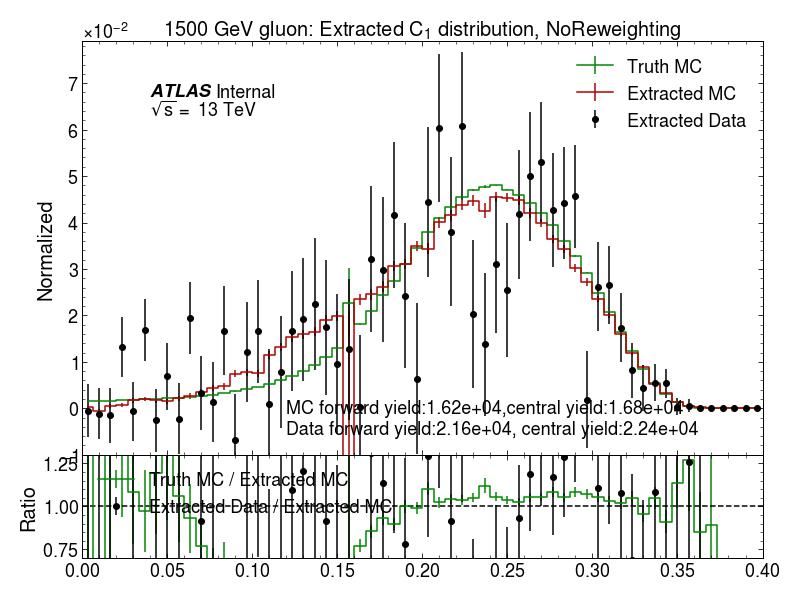 ×10⁻² 1500 GeV gluon: Extracted C₁ distribution, NoReweighting
ATLAS Internal
√s = 13 TeV
Truth MC
Extracted MC
Extracted Data
Normalized
7
6
5
4
3
2
1
0
MC forward yield:1.62e+04,central yield:1.68e+04
Data forward yield:2.16e+04, central yield:2.24e+04
Ratio
1.25
1.00
0.75
Truth MC / Extracted MC
Extracted Data / Extracted MC
0.00 0.05 0.10 0.15 0.20 0.25 0.30 0.35 0.40